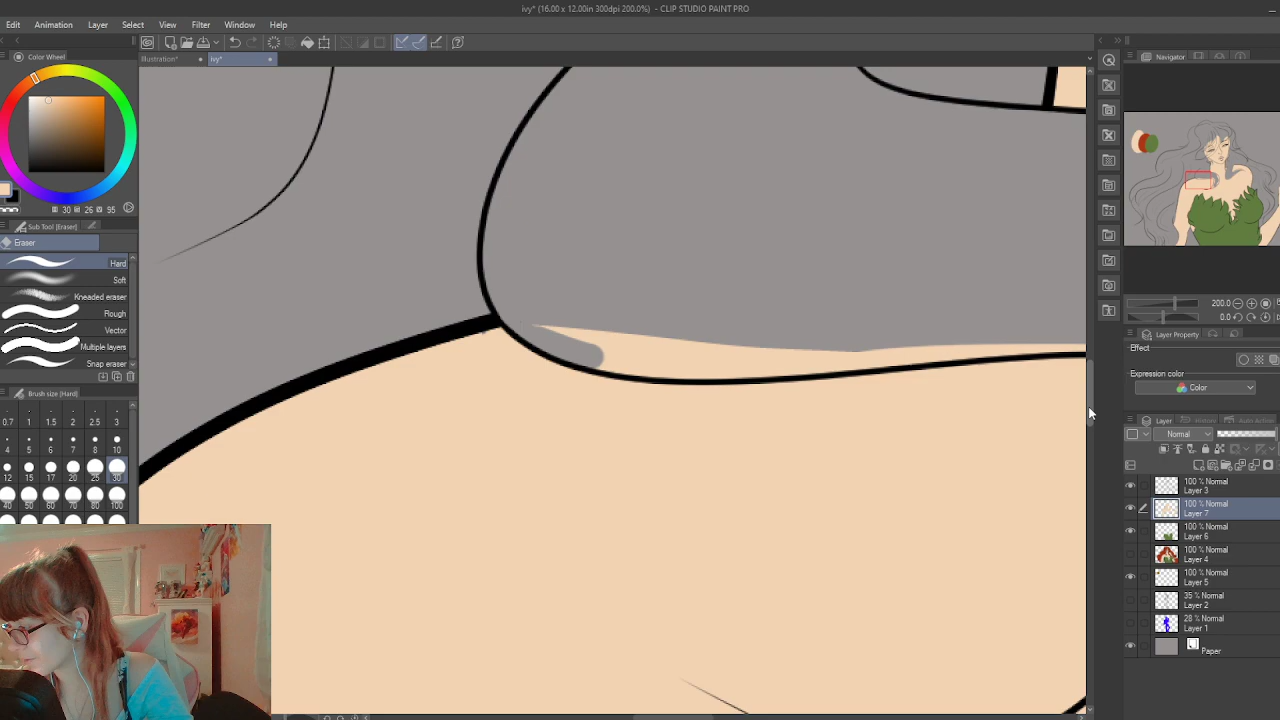 ivy* (16.00 x 12.00in 300dpi 200.0%) - CLIP STUDIO PAINT PRO
Edit Animation Layer Select View Filter Window Help
Illustration*
ivy*
Color Wheel
30 26 95
Sub Tool [Eraser]
Eraser
Hard
Soft
Kneaded eraser
Rough
Vector
Multiple layers
Snap eraser
Brush size [Hard]
0.7 1 1.5 2 2.5 3
4 5 6 7 8 10
12 15 17 20 25 30
40 50 60 70 80 100
Navigator
200.0
0.0
Layer Property
Effect
Expression color
Color
Layer History Auto Action
Normal
100 % Normal
Layer 3
100 % Normal
Layer 7
100 % Normal
Layer 6
100 % Normal
Layer 4
100 % Normal
Layer 5
35 % Normal
Layer 2
28 % Normal
Layer 1
Paper